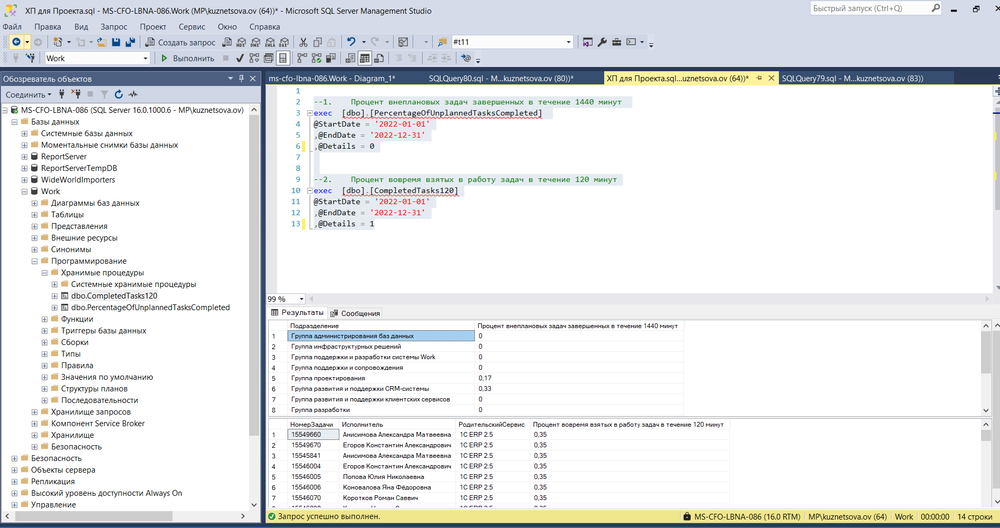 ХП для Проекта.sql - MS-CFO-LBNA-086.Work (MP\kuznetsova.ov (64))* - Microsoft SQL Server Management Studio
Быстрый запуск (Ctrl+Q)
Файл Правка Вид Запрос Проект Сервис Окно Справка
Создать запрос MDX DMX XMLA DAX #t11
Work Выполнить
Обозреватель объектов
Соединить
MS-CFO-LBNA-086 (SQL Server 16.0.1000.6 - MP\kuznetsova.ov)
Базы данных
Системные базы данных
Моментальные снимки базы данных
ReportServer
ReportServerTempDB
WideWorldImporters
Work
Диаграммы баз данных
Таблицы
Представления
Внешние ресурсы
Синонимы
Программирование
Хранимые процедуры
Системные хранимые процедуры
dbo.CompletedTasks120
dbo.PercentageOfUnplannedTasksCompleted
Функции
Триггеры базы данных
Сборки
Типы
Правила
Значения по умолчанию
Структуры планов
Последовательности
Хранилище запросов
Компонент Service Broker
Хранилище
Безопасность
Безопасность
Объекты сервера
Репликация
Высокий уровень доступности Always On
Управление
ms-cfo-lbna-086.Work - Diagram_1* SQLQuery80.sql - M...kuznetsova.ov (80))* ХП для Проекта.sql...uznetsova.ov (64))* SQLQuery79.sql - M...kuznetsova.ov (83))
1
2 --1. Процент внеплановых задач завершенных в течение 1440 минут
3 exec [dbo].[PercentageOfUnplannedTasksCompleted]
4 @StartDate = '2022-01-01'
5 ,@EndDate = '2022-12-31'
6 ,@Details = 0
7
8
9 --2. Процент вовремя взятых в работу задач в течение 120 минут
10 exec [dbo].[CompletedTasks120]
11 @StartDate = '2022-01-01'
12 ,@EndDate = '2022-12-31'
13 ,@Details = 1
99 %
Результаты Сообщения
Подразделение Процент внеплановых задач завершенных в течение 1440 минут
1 Группа администрирования баз данных 0
2 Группа инфраструктурных решений 0
3 Группа поддержки и разработки системы Work 0
4 Группа поддержки и сопровождения 0
5 Группа проектирования 0,17
6 Группа развития и поддержки CRM-системы 0,33
7 Группа развития и поддержки клиентских сервисов 0
8 Группа разработки 0
НомерЗадачи Исполнитель РодительскийСервис Процент вовремя взятых в работу задач в течение 120 минут
1 15549660 Анисимова Александра Матвеевна 1С ERP 2.5 0,35
2 15549670 Егоров Константин Александрович 1С ERP 2.5 0,35
3 15545841 Анисимова Александра Матвеевна 1С ERP 2.5 0,35
4 15546004 Егоров Константин Александрович 1С ERP 2.5 0,35
5 15546005 Попова Юлия Николаевна 1С ERP 2.5 0,35
6 15546006 Коновалова Яна Фёдоровна 1С ERP 2.5 0,35
7 15546070 Коротков Роман Саввич 1С ERP 2.5 0,35
Запрос успешно выполнен. MS-CFO-LBNA-086 (16.0 RTM) MP\kuznetsova.ov (64) Work 00:00:00 14 строки